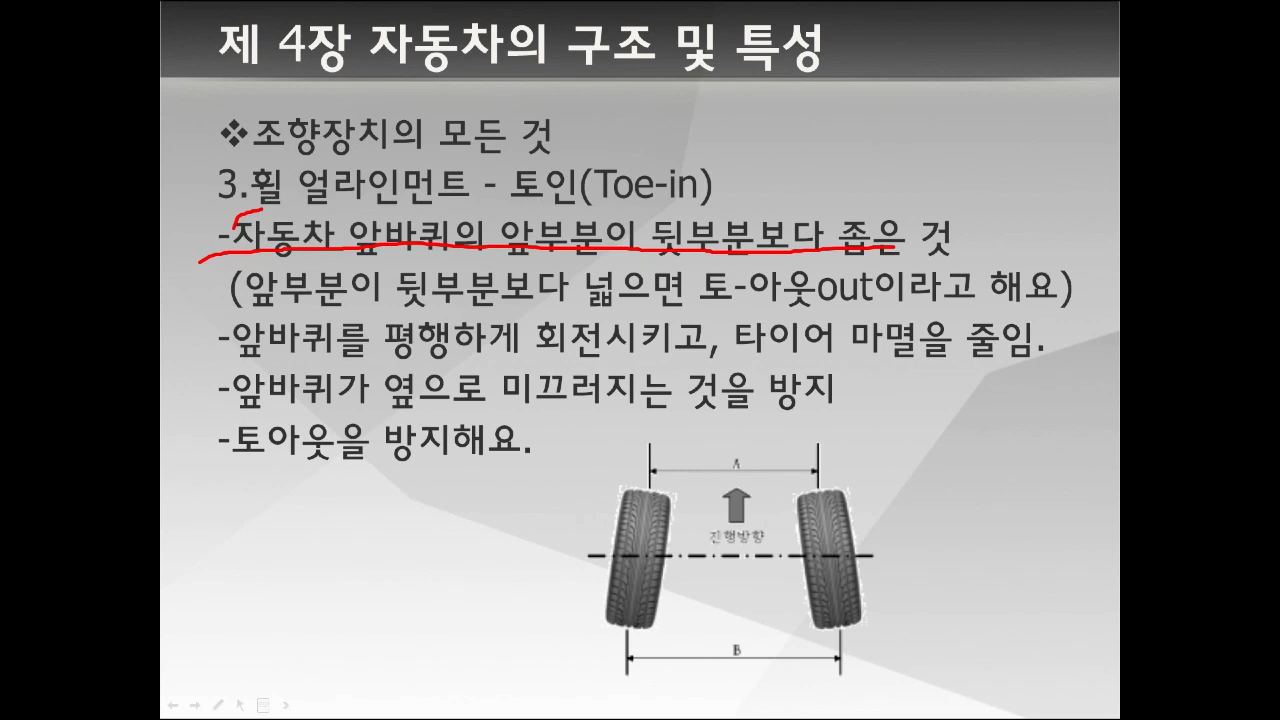 제 4장 자동차의 구조 및 특성
❖조향장치의 모든 것
3.휠 얼라인먼트 - 토인(Toe-in)
-자동차 앞바퀴의 앞부분이 뒷부분보다 좁은 것
(앞부분이 뒷부분보다 넓으면 토-아웃out이라고 해요)
-앞바퀴를 평행하게 회전시키고, 타이어 마멸을 줄임.
-앞바퀴가 옆으로 미끄러지는 것을 방지
-토아웃을 방지해요.
A
진행방향
B